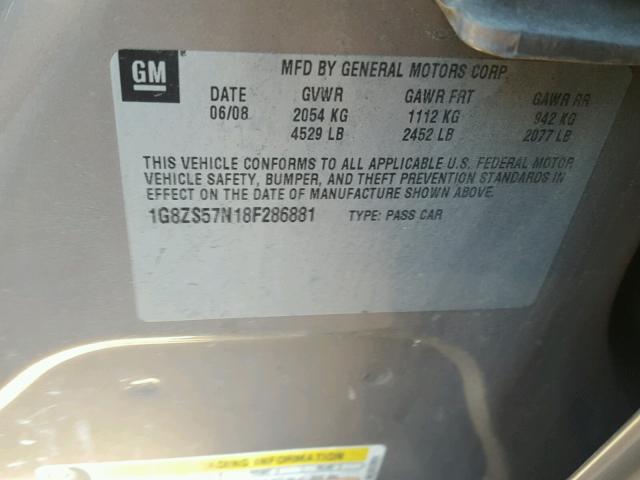 GM
MFD BY GENERAL MOTORS CORP
DATE GVWR GAWR FRT GAWR RR
06/08 2054 KG 1112 KG 942 KG
4529 LB 2452 LB 2077 LB
THIS VEHICLE CONFORMS TO ALL APPLICABLE U.S. FEDERAL MOTOR
VEHICLE SAFETY, BUMPER, AND THEFT PREVENTION STANDARDS IN
EFFECT ON THE DATE OF MANUFACTURE SHOWN ABOVE.
1G8ZS57N18F286881 TYPE: PASS CAR
INFORMATION